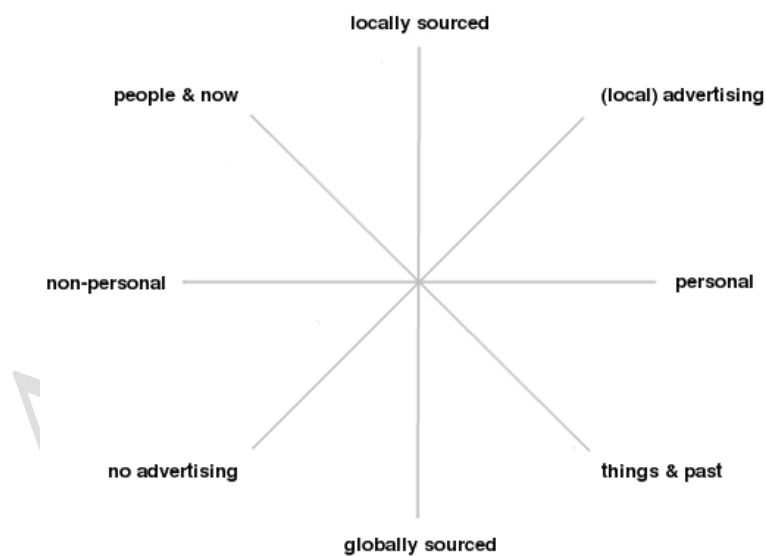 locally sourced
people & now
(local) advertising
non-personal
personal
no advertising
things & past
globally sourced